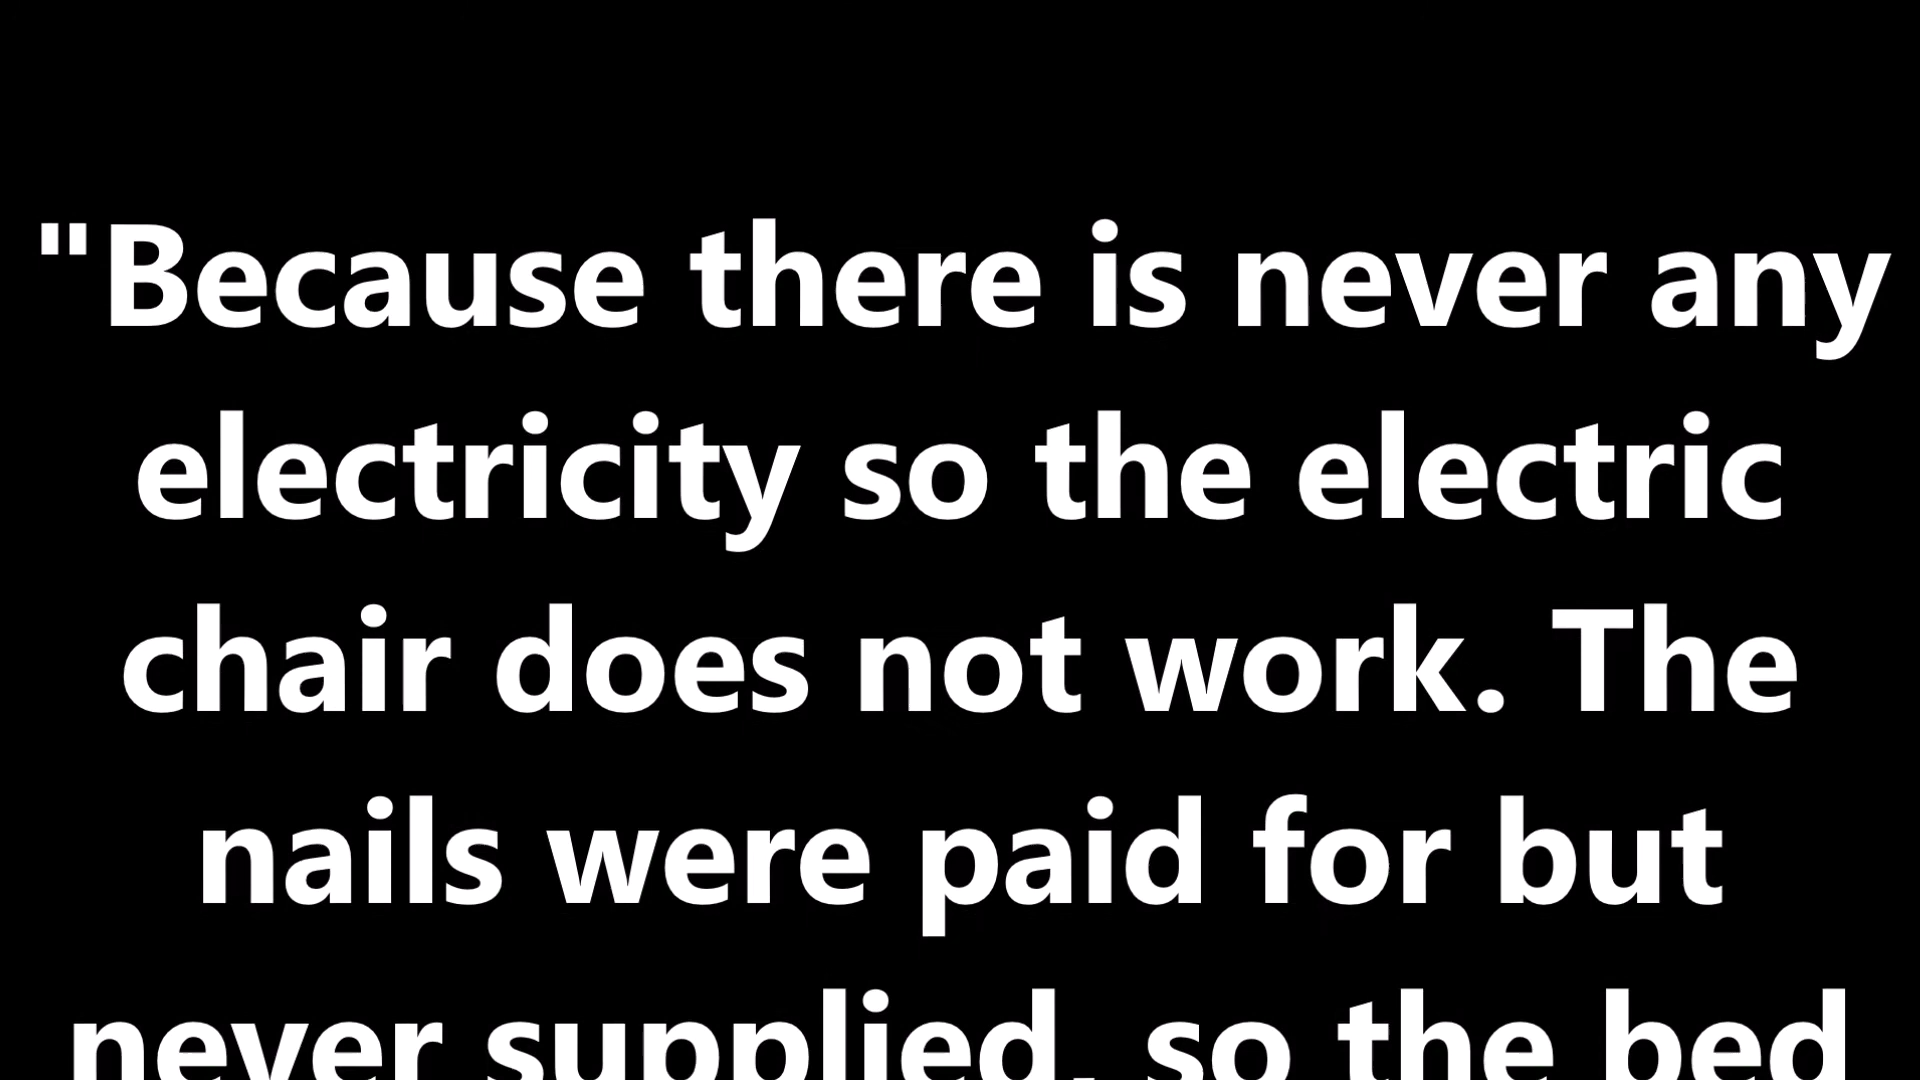 "Because there is never any
electricity so the electric
chair does not work. The
nails were paid for but
never supplied, so the bed